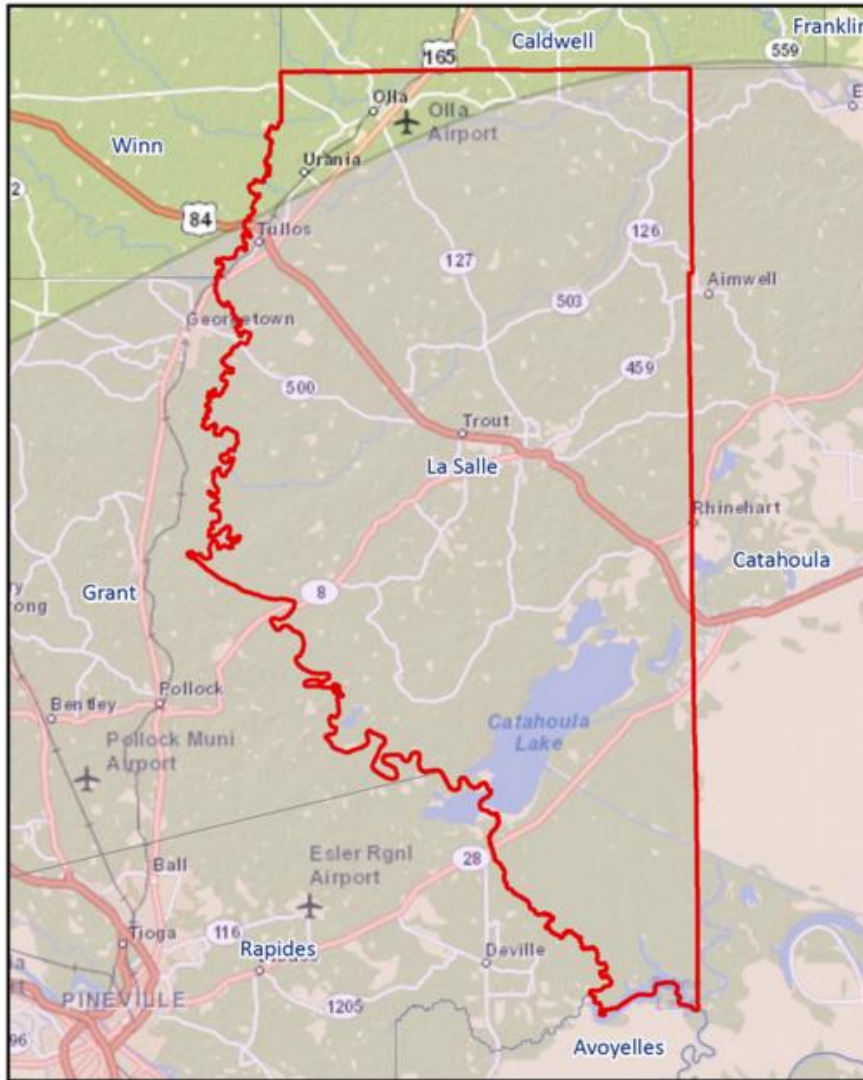 Franklin
Caldwell
165
559
Olla
Olla
Airport
Winn
Urania
84
Tullos
126
127
Aimwell
503
Georgetown
459
500
Trout
La Salle
Rhinehart
Catahoula
Grant
8
ong
Pollock
Bentley
Catahoula
Lake
Pollock Muni
Airport
Esler Rgnl
Airport
28
Ball
Tioga
116
Rapides
Deville
PINEVILLE
1205
96
Avoyelles